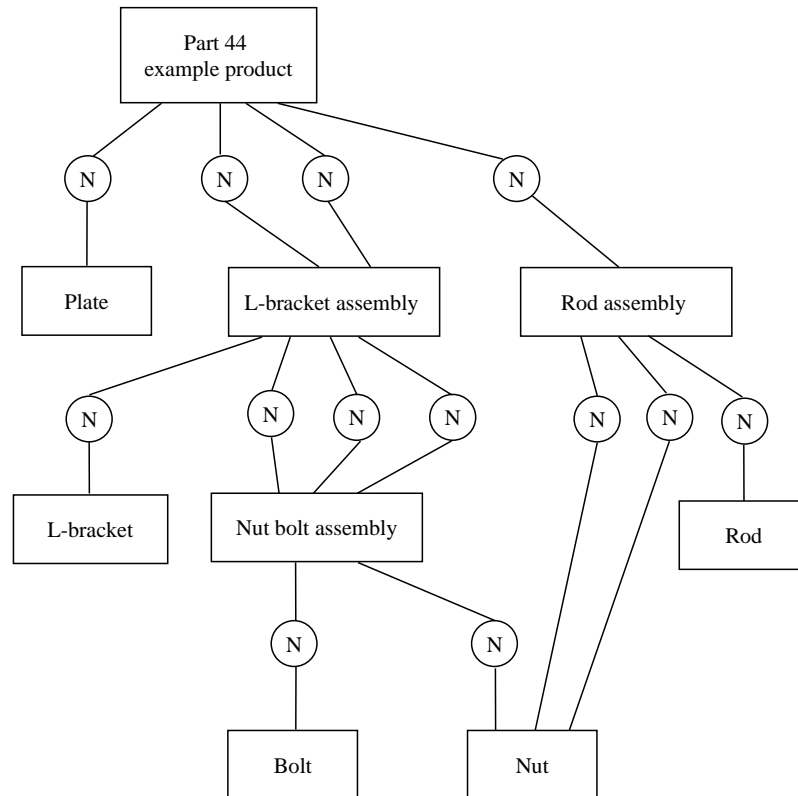 Part 44
example product
N
N
N
N
Plate
L-bracket assembly
Rod assembly
N
N
N
N
N
N
N
L-bracket
Nut bolt assembly
Rod
N
N
Bolt
Nut